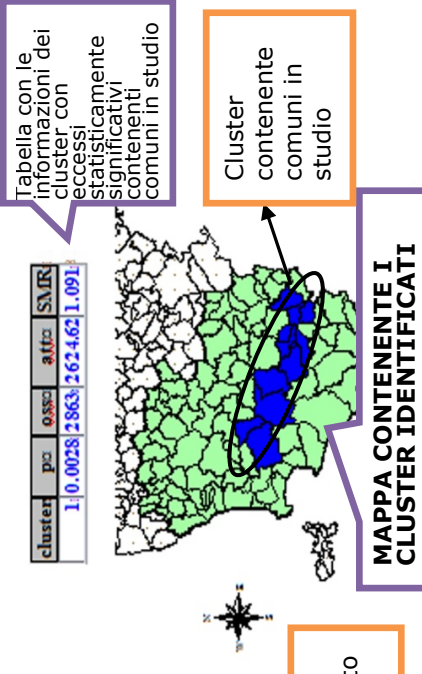 Tabella con le
informazioni dei
cluster con
eccessi
statisticamente
significativi
contenenti
comuni in studio
cluster p oss att SMR
1 0.0028 2863 2624.62 1.091
Cluster
contenente
comuni in
studio
MAPPA CONTENENTE I
CLUSTER IDENTIFICATI
to